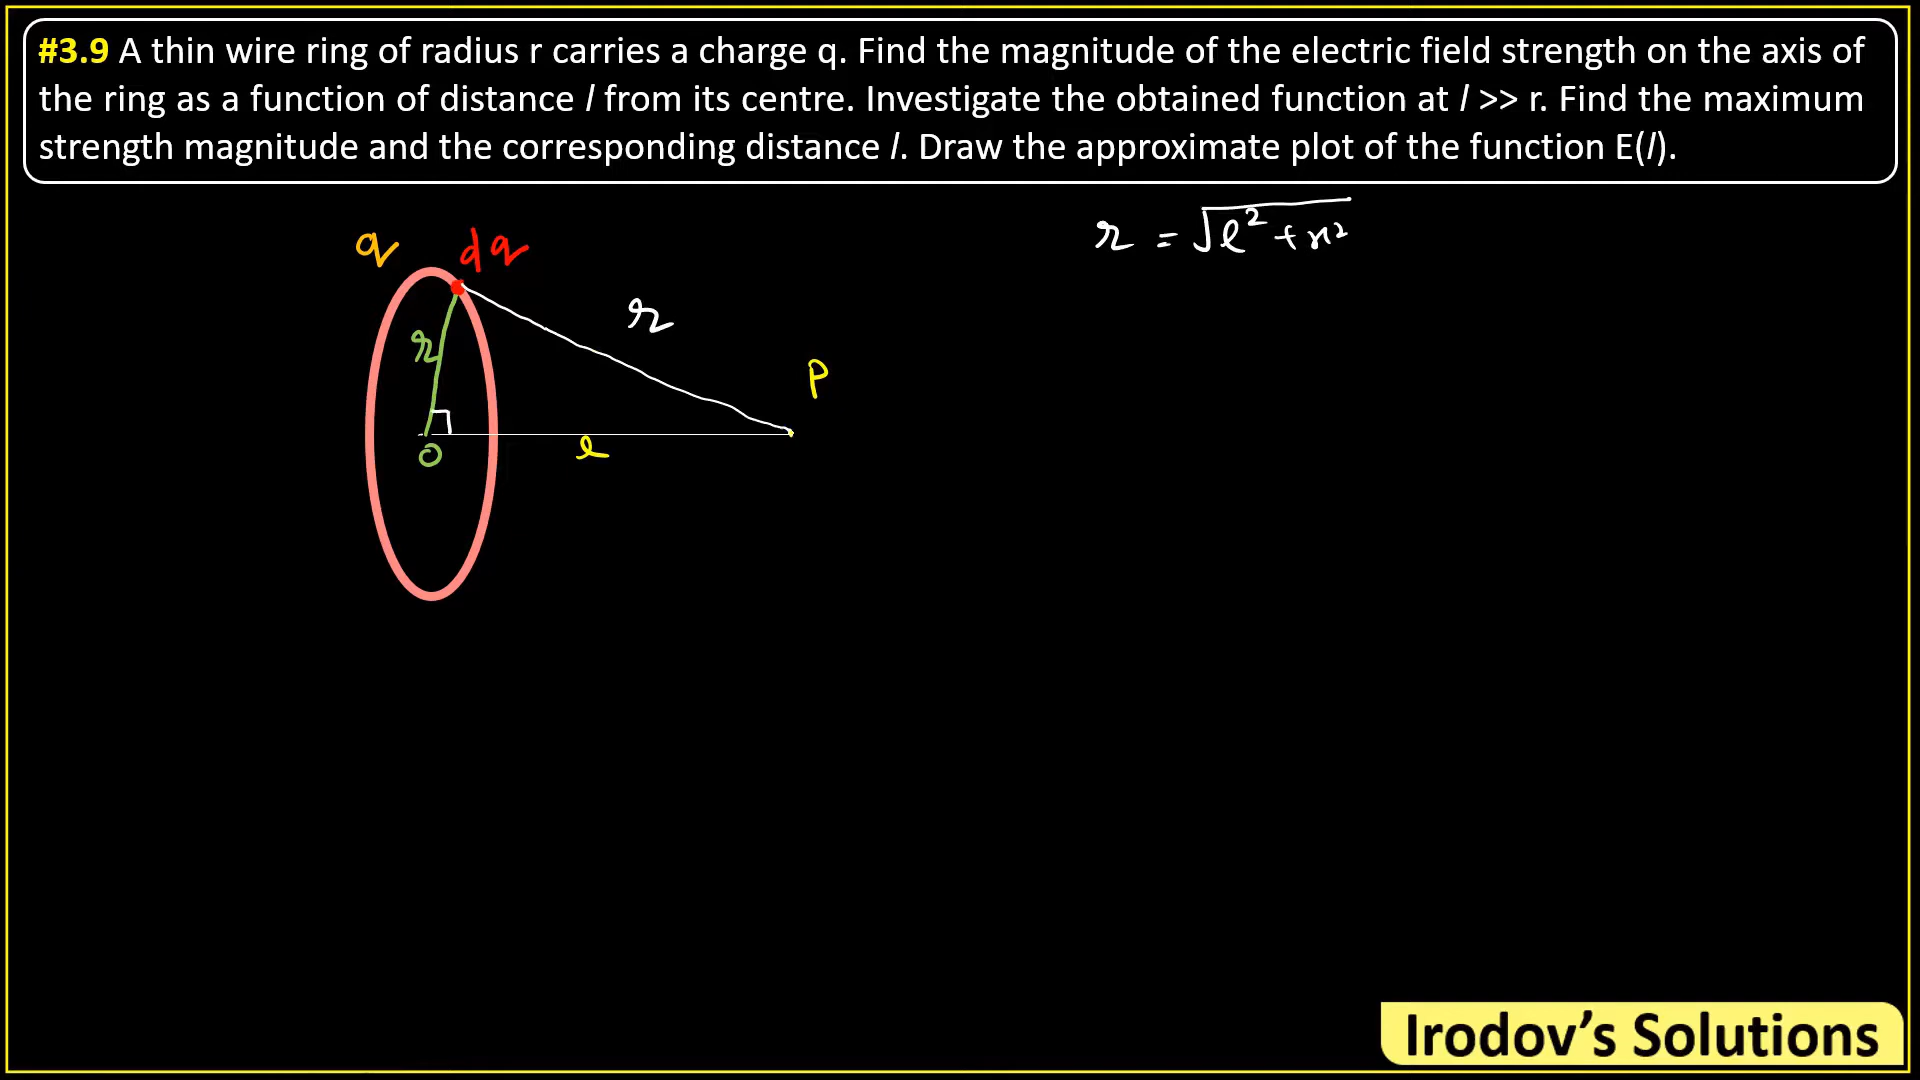 #3.9 A thin wire ring of radius r carries a charge q. Find the magnitude of the electric field strength on the axis of
the ring as a function of distance l from its centre. Investigate the obtained function at l >> r. Find the maximum
strength magnitude and the corresponding distance l. Draw the approximate plot of the function E(l).
r = √(l² + r²)
q dq
r
r
P
O
l
Irodov’s Solutions